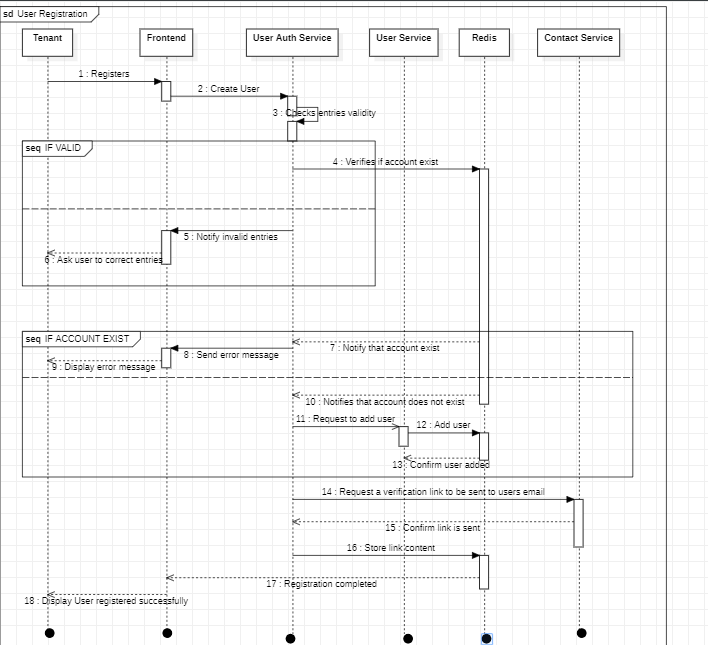 sd User Registration
Tenant
Frontend
User Auth Service
User Service
Redis
Contact Service
1 : Registers
2 : Create User
3 : Checks entries validity
seq IF VALID
4 : Verifies if account exist
5 : Notify invalid entries
6 : Ask user to correct entries
seq IF ACCOUNT EXIST
7 : Notify that account exist
8 : Send error message
9 : Display error message
10 : Notifies that account does not exist
11 : Request to add user
12 : Add user
13 : Confirm user added
14 : Request a verification link to be sent to users email
15 : Confirm link is sent
16 : Store link content
17 : Registration completed
18 : Display User registered successfully